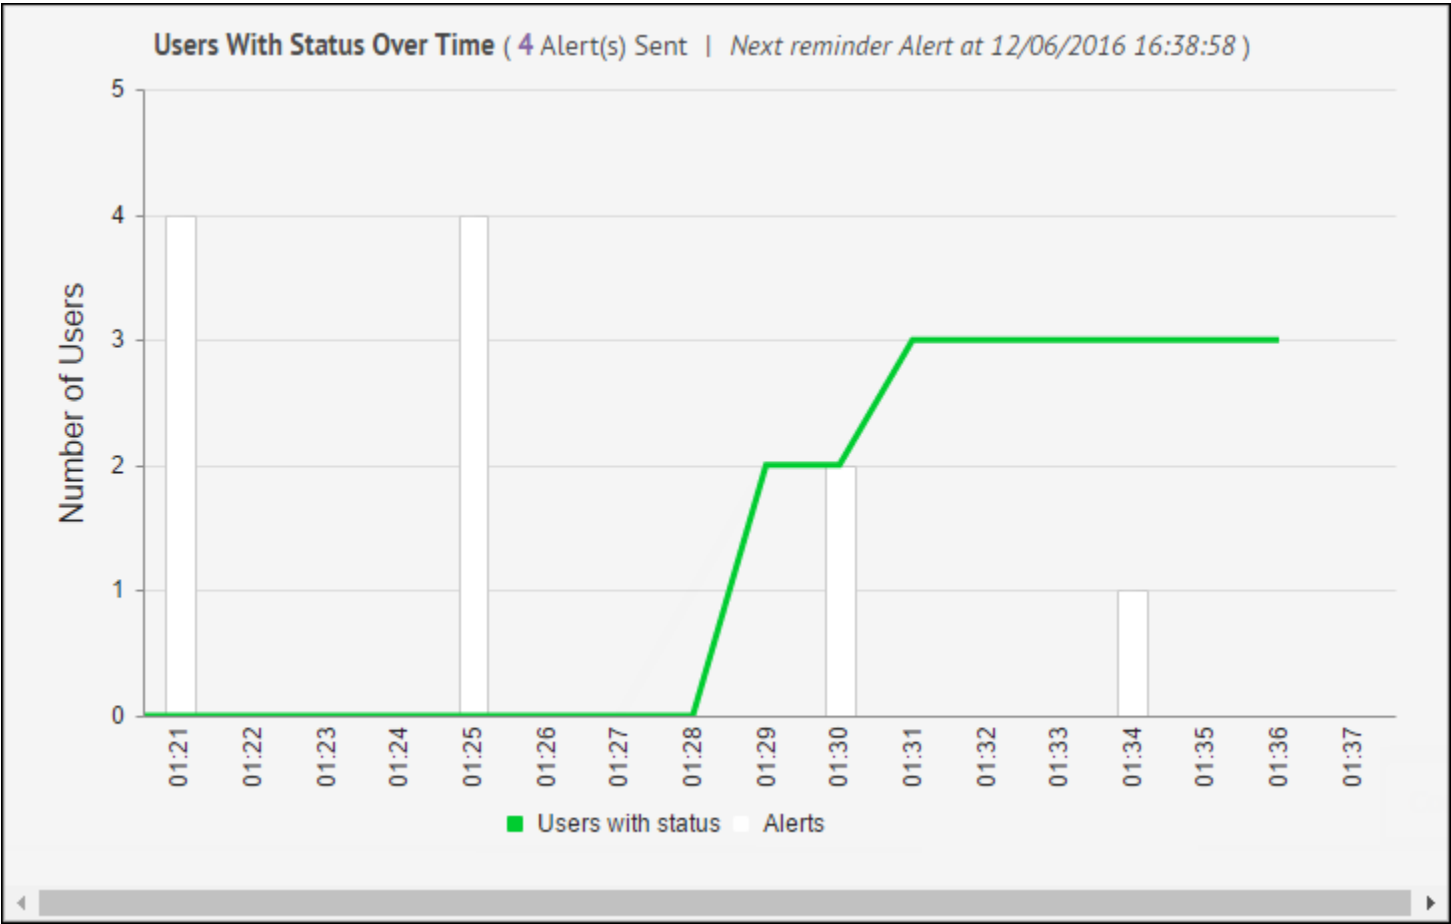 Users With Status Over Time ( 4 Alert(s) Sent | Next reminder Alert at 12/06/2016 16:38:58 )
5
4
3
2
1
0
Number of Users
01:21 01:22 01:23 01:24 01:25 01:26 01:27 01:28 01:29 01:30 01:31 01:32 01:33 01:34 01:35 01:36 01:37
Users with status Alerts